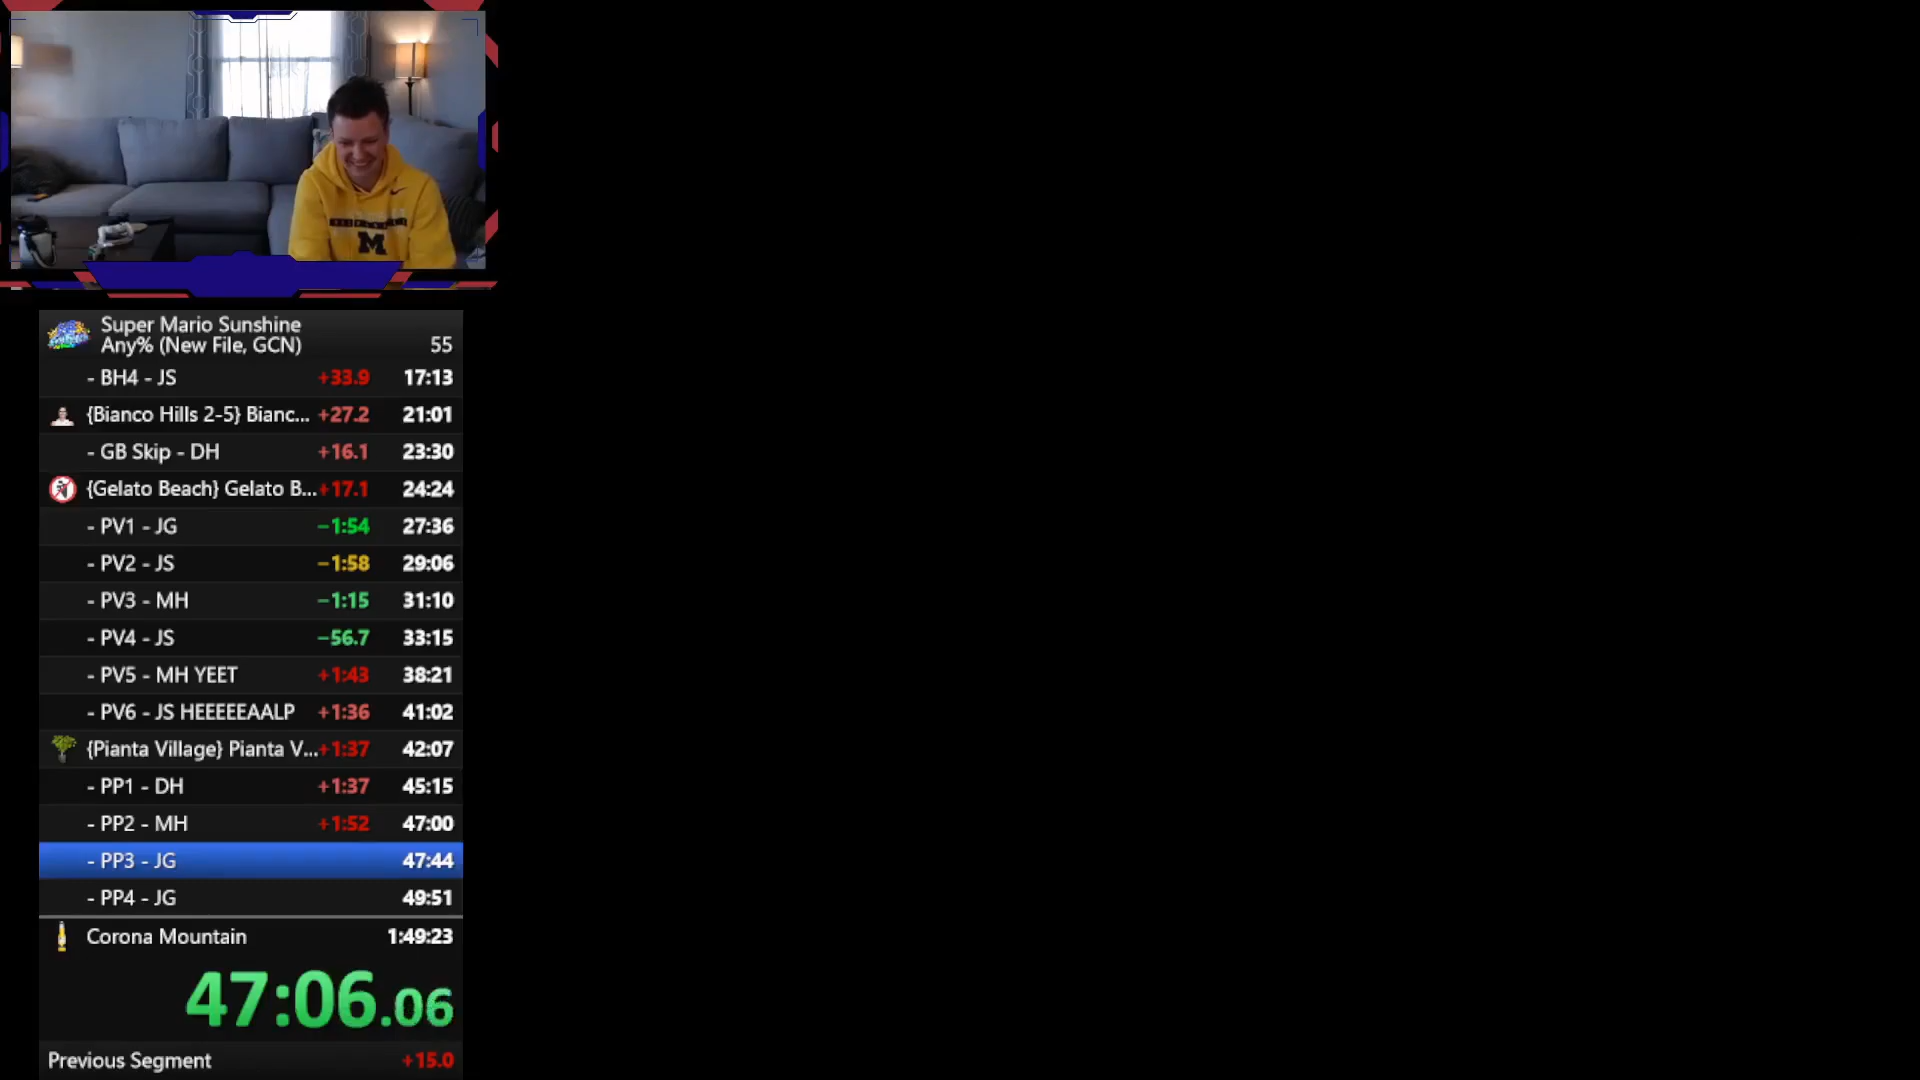 M
Super Mario Sunshine
Any% (New File, GCN) 55
- BH4 - JS +33.9 17:13
{Bianco Hills 2-5} Bianc... +27.2 21:01
- GB Skip - DH +16.1 23:30
{Gelato Beach} Gelato B... +17.1 24:24
- PV1 - JG −1:54 27:36
- PV2 - JS −1:58 29:06
- PV3 - MH −1:15 31:10
- PV4 - JS −56.7 33:15
- PV5 - MH YEET +1:43 38:21
- PV6 - JS HEEEEEAALP +1:36 41:02
{Pianta Village} Pianta V... +1:37 42:07
- PP1 - DH +1:37 45:15
- PP2 - MH +1:52 47:00
- PP3 - JG 47:44
- PP4 - JG 49:51
Corona Mountain 1:49:23
47:06.06
Previous Segment +15.0